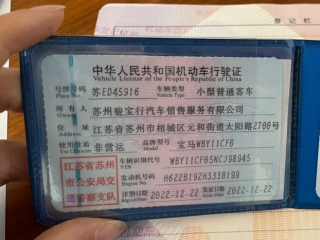 登记栏
中华人民共和国机动车行驶证
Vehicle License of the People's Republic of China
号牌号码 苏ED45916 车辆类型 小型普通客车
Plate No. Vehicle Type
所有人 苏州骏宝行汽车销售服务有限公司
Owner
住址 江苏省苏州市相城区元和街道太阳路2700号
Address
使用性质 非营运 品牌型号 宝马WBY11CF0
Model
江苏省苏州市公安局交通警察支队
车辆识别代号 WBY11CF05NCJ98945
VIN
发动机号码 H6ZZB192H333B199
Engine No.
注册日期 2022-12-22 发证日期 2022-12-22